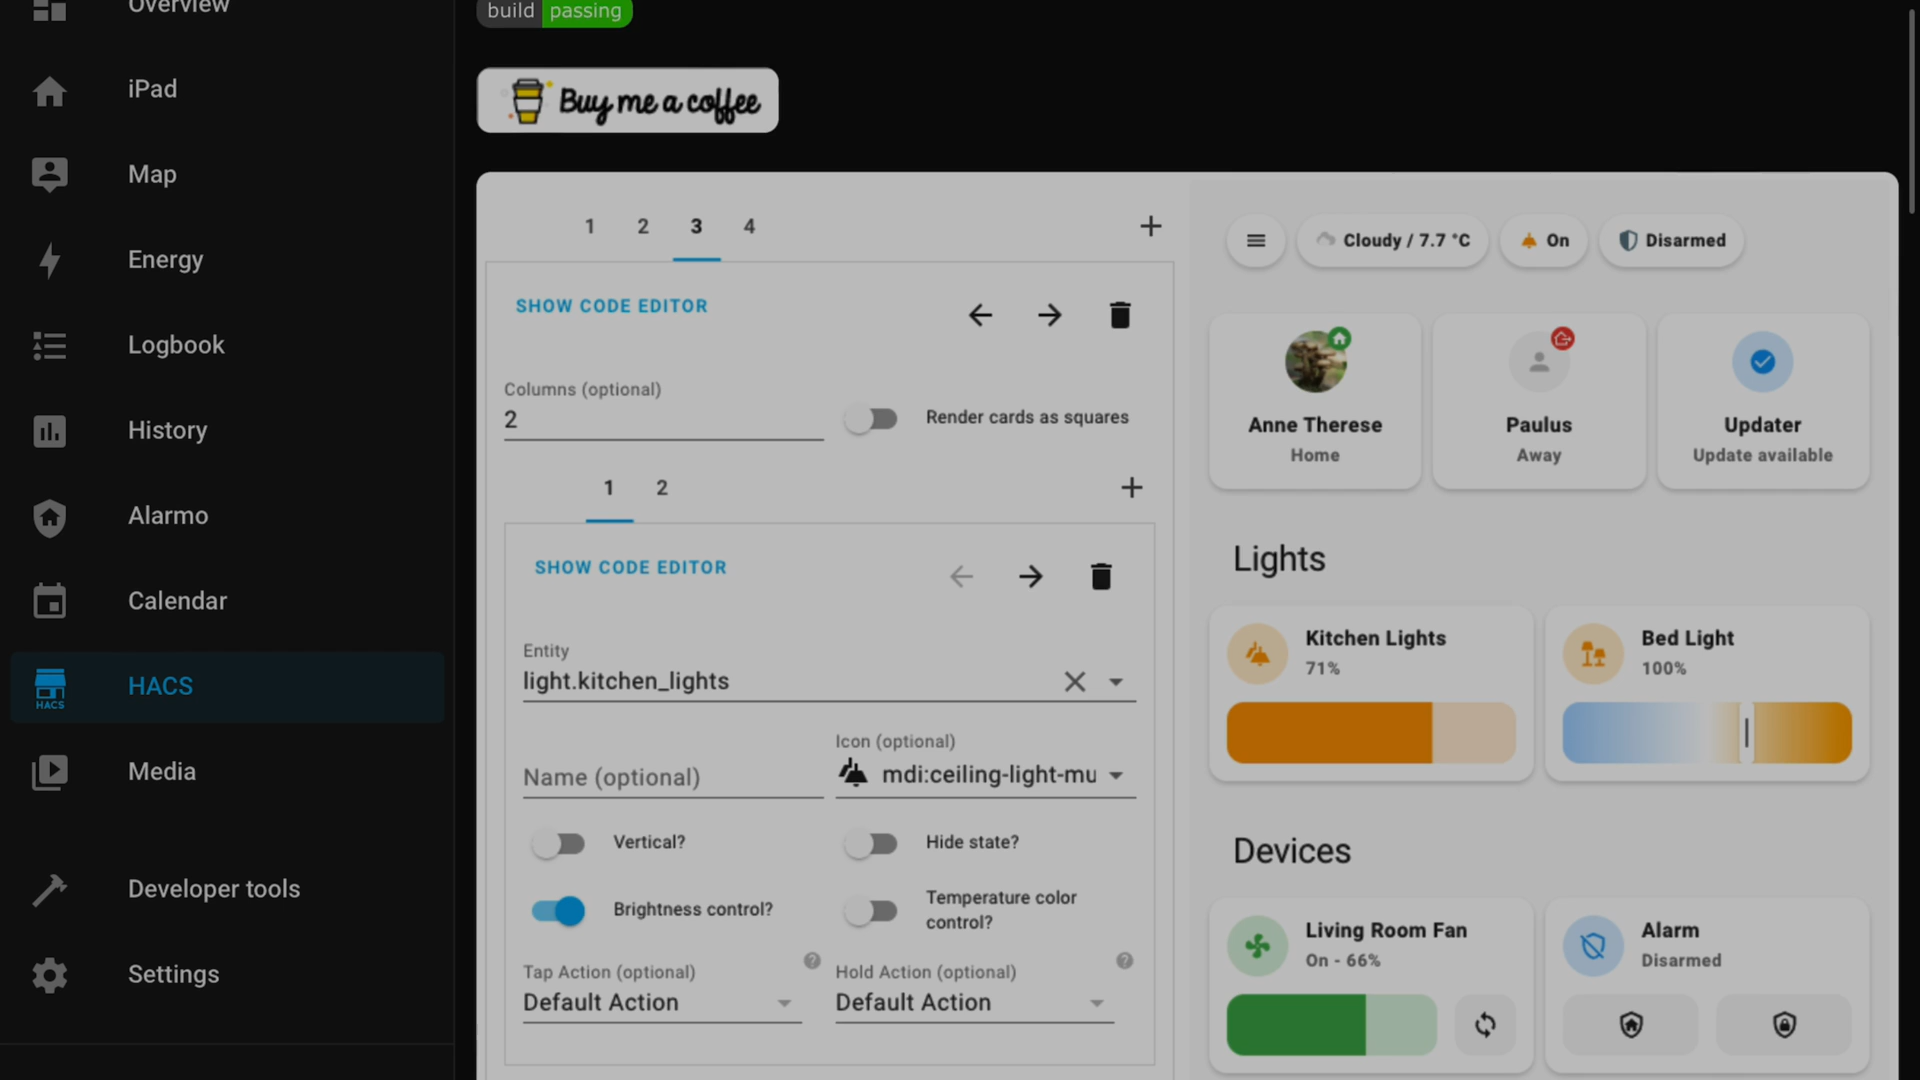 Overview
iPad
Map
Energy
Logbook
History
Alarmo
Calendar
HACS
HACS
Media
Developer tools
Settings
build passing
Buy me a coffee
1 2 3 4 +
SHOW CODE EDITOR
Columns (optional)
2
Render cards as squares
1 2 +
SHOW CODE EDITOR
Entity
light.kitchen_lights
Name (optional)
Icon (optional)
mdi:ceiling-light-mu
Vertical?
Hide state?
Brightness control?
Temperature color
control?
Tap Action (optional)
Default Action
Hold Action (optional)
Default Action
Cloudy / 7.7 °C
On
Disarmed
Anne Therese
Home
Paulus
Away
Updater
Update available
Lights
Kitchen Lights
71%
Bed Light
100%
Devices
Living Room Fan
On - 66%
Alarm
Disarmed